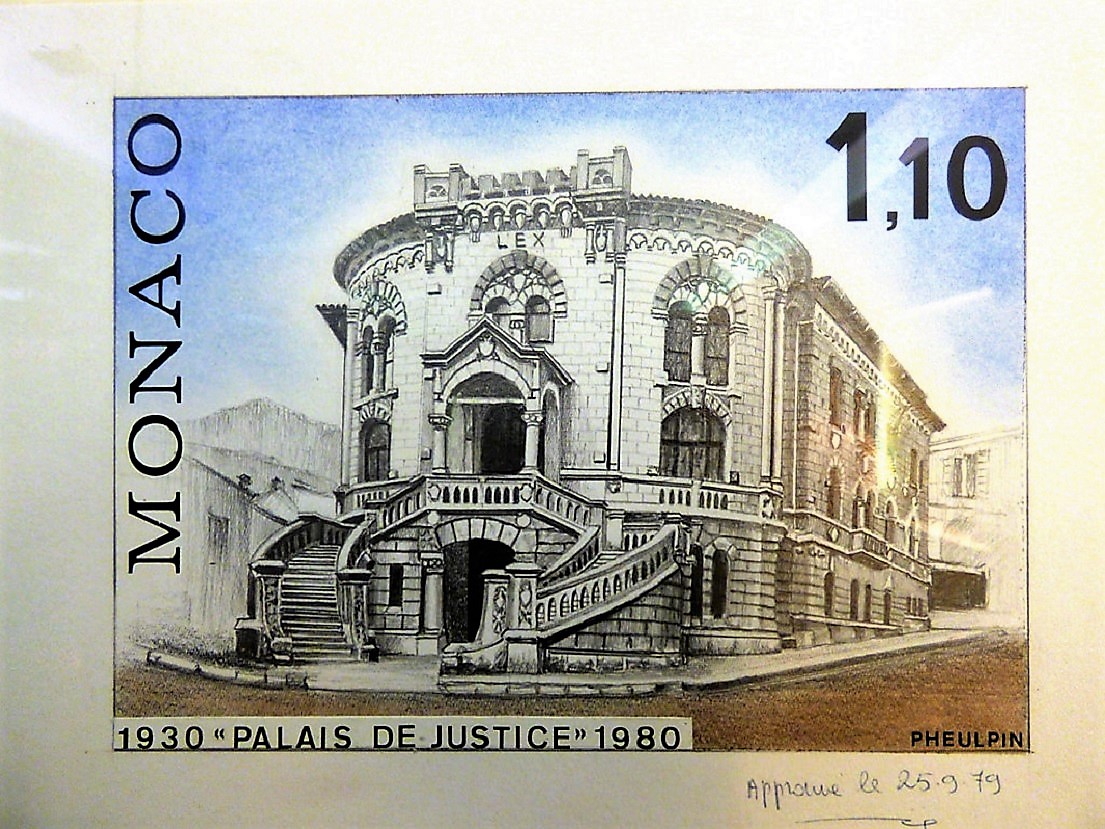 MONACO
1,10
LEX
1930 “PALAIS DE JUSTICE” 1980
PHEULPIN
Approuvé le 25.9.79